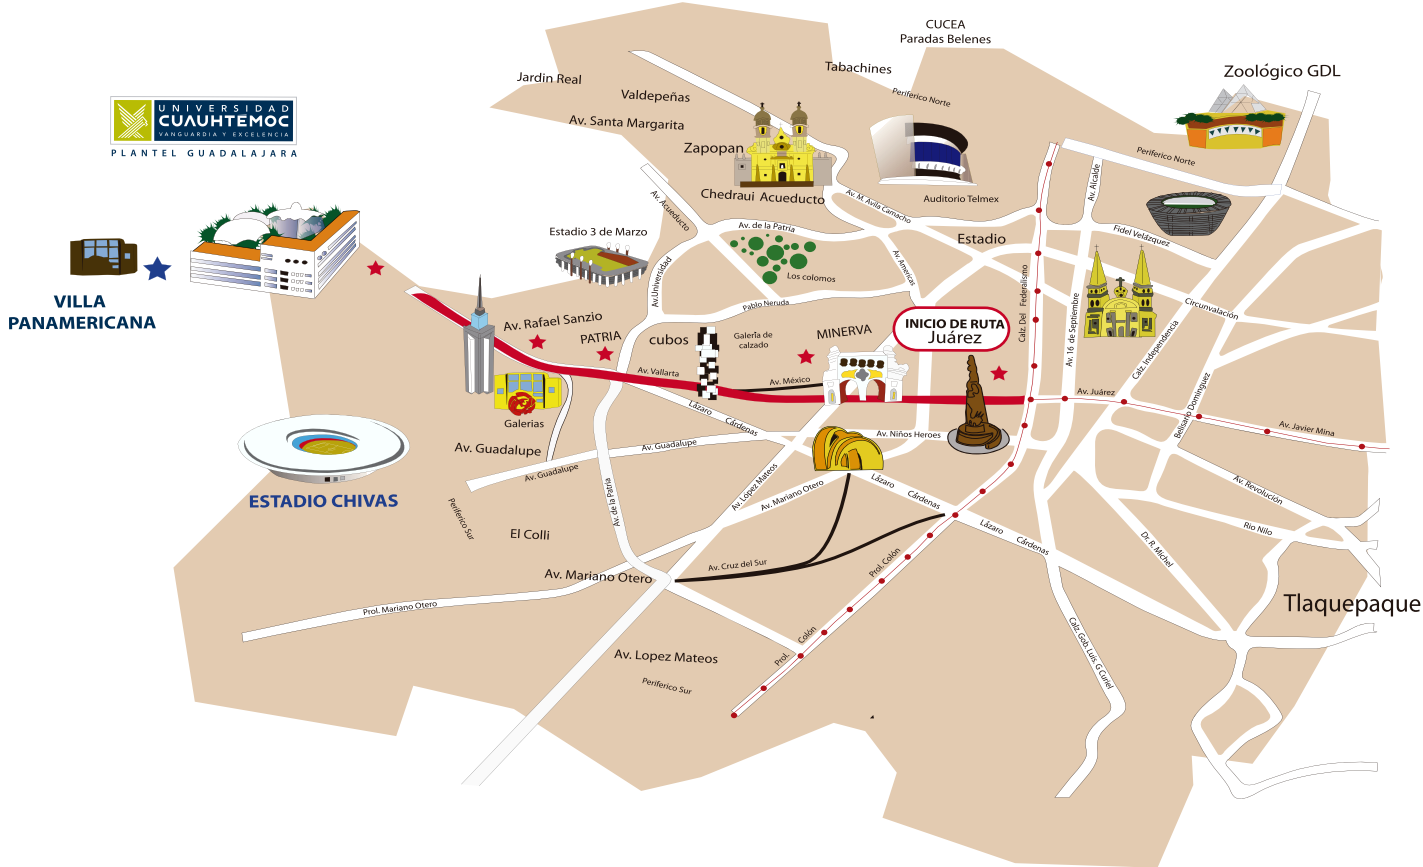 CUCEA
Paradas Belenes
Tabachines
Zoológico GDL
Jardin Real
Valdepeñas
Periferico Norte
UNIVERSIDAD
CUAUHTEMOC
VANGUARDIA Y EXCELENCIA
PLANTEL GUADALAJARA
Av. Santa Margarita
Zapopan
Periferico Norte
Av. Alcalde
Chedraui Acueducto
Auditorio Telmex
Av. Acueducto
Av. M. Avila Camacho
Estadio 3 de Marzo
Av. de la Patria
Estadio
Fidel Velázquez
Los colomos
Av. Americas
Av.Universidad
VILLA
PANAMERICANA
Pablo Neruda
Calz. Del Federalismo
Av. 16 de Septiembre
Circunvalación
Av. Rafael Sanzio
PATRIA
cubos
Galería de
calzado
MINERVA
INICIO DE RUTA
Juárez
Calz. Independencia
Av. Vallarta
Av. México
Av. Juárez
Belisario Domínguez
Galerias
Lázaro Cárdenas
Av. Niños Heroes
Av. Javier Mina
Av. Guadalupe
Av. Guadalupe
Av. Guadalupe
Av. Lopez Mateos
Av. Mariano Otero
Lázaro Cárdenas
Av. Revolución
ESTADIO CHIVAS
Periferico Sur
Av. de la Patria
El Colli
Lázaro Cárdenas
Rio Nilo
Dr. R. Michel
Av. Mariano Otero
Av. Cruz del Sur
Prol. Colón
Prol. Mariano Otero
Tlaquepaque
Prol. Colón
Calz. Gob. Luis. G Curiel
Av. Lopez Mateos
Periferico Sur